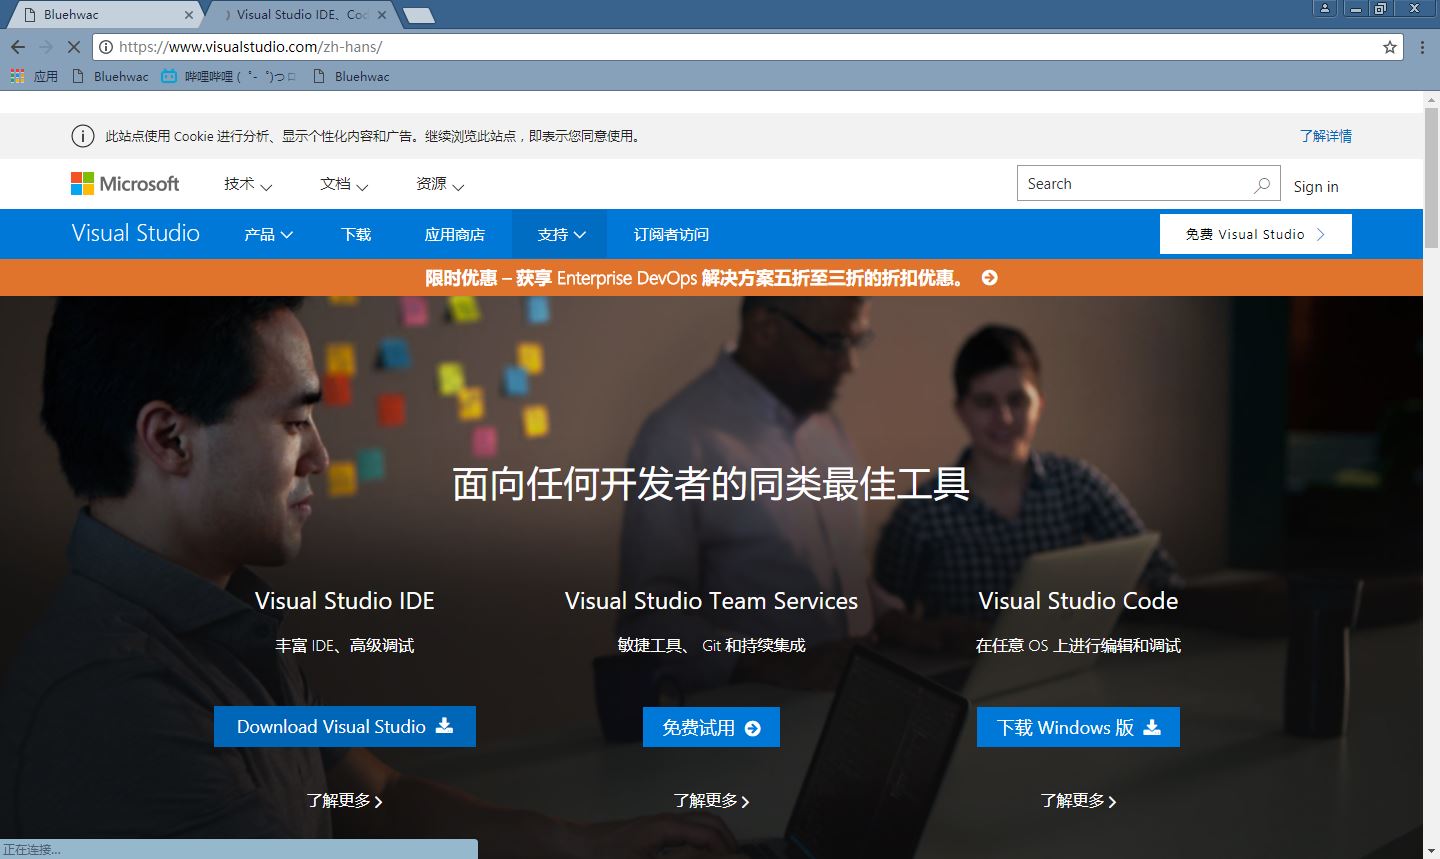 Bluehwac
Visual Studio IDE、Cod
https://www.visualstudio.com/zh-hans/
应用 Bluehwac 哔哩哔哩 ( ゜- ゜)つロ Bluehwac
此站点使用 Cookie 进行分析、显示个性化内容和广告。继续浏览此站点，即表示您同意使用。 了解详情
Microsoft 技术 文档 资源 Search Sign in
Visual Studio 产品 下载 应用商店 支持 订阅者访问 免费 Visual Studio
限时优惠 – 获享 Enterprise DevOps 解决方案五折至三折的折扣优惠。
面向任何开发者的同类最佳工具
Visual Studio IDE
丰富 IDE、高级调试
Download Visual Studio
了解更多
Visual Studio Team Services
敏捷工具、 Git 和持续集成
免费试用
了解更多
Visual Studio Code
在任意 OS 上进行编辑和调试
下载 Windows 版
了解更多
正在连接...